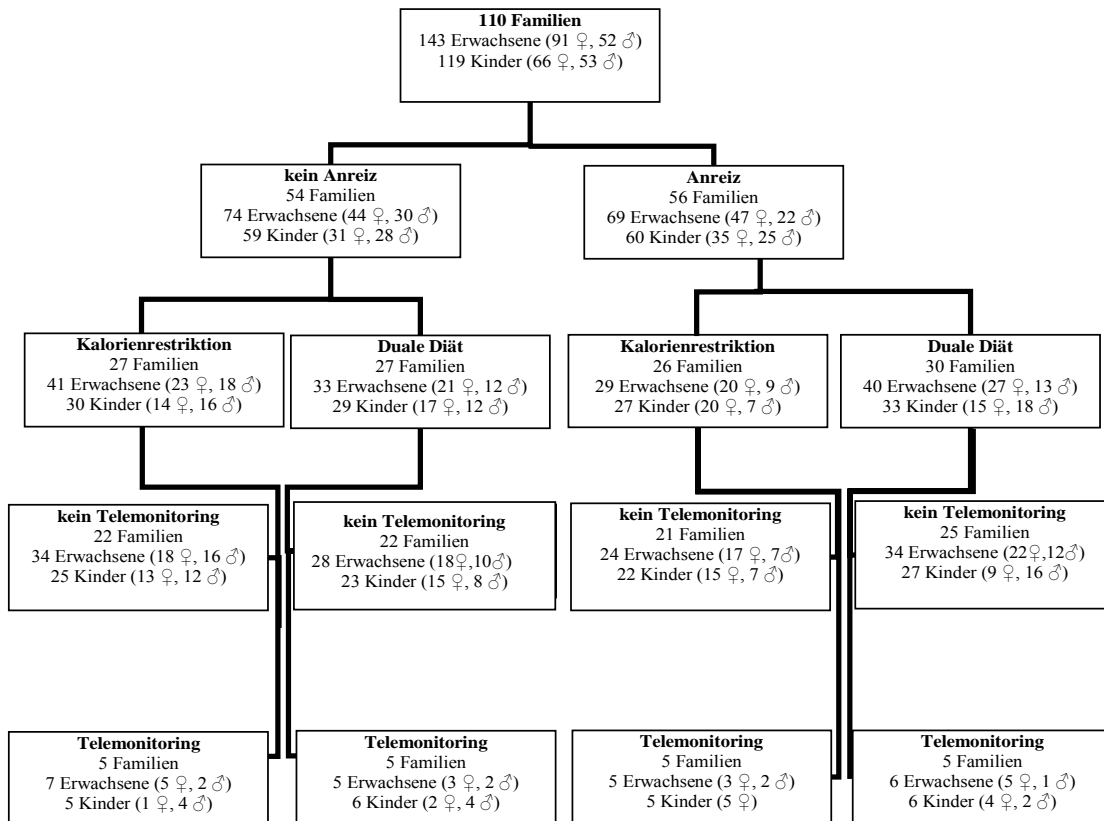 110 Familien
143 Erwachsene (91 ♀, 52 ♂)
119 Kinder (66 ♀, 53 ♂)
kein Anreiz
54 Familien
74 Erwachsene (44 ♀, 30 ♂)
59 Kinder (31 ♀, 28 ♂)
Anreiz
56 Familien
69 Erwachsene (47 ♀, 22 ♂)
60 Kinder (35 ♀, 25 ♂)
Kalorienrestriktion
27 Familien
41 Erwachsene (23 ♀, 18 ♂)
30 Kinder (14 ♀, 16 ♂)
Duale Diät
27 Familien
33 Erwachsene (21 ♀, 12 ♂)
29 Kinder (17 ♀, 12 ♂)
Kalorienrestriktion
26 Familien
29 Erwachsene (20 ♀, 9 ♂)
27 Kinder (20 ♀, 7 ♂)
Duale Diät
30 Familien
40 Erwachsene (27 ♀, 13 ♂)
33 Kinder (15 ♀, 18 ♂)
kein Telemonitoring
22 Familien
34 Erwachsene (18 ♀, 16 ♂)
25 Kinder (13 ♀, 12 ♂)
kein Telemonitoring
22 Familien
28 Erwachsene (18♀,10♂)
23 Kinder (15 ♀, 8 ♂)
kein Telemonitoring
21 Familien
24 Erwachsene (17 ♀, 7♂)
22 Kinder (15 ♀, 7 ♂)
kein Telemonitoring
25 Familien
34 Erwachsene (22♀,12♂)
27 Kinder (9 ♀, 16 ♂)
Telemonitoring
5 Familien
7 Erwachsene (5 ♀, 2 ♂)
5 Kinder (1 ♀, 4 ♂)
Telemonitoring
5 Familien
5 Erwachsene (3 ♀, 2 ♂)
6 Kinder (2 ♀, 4 ♂)
Telemonitoring
5 Familien
5 Erwachsene (3 ♀, 2 ♂)
5 Kinder (5 ♀)
Telemonitoring
5 Familien
6 Erwachsene (5 ♀, 1 ♂)
6 Kinder (4 ♀, 2 ♂)